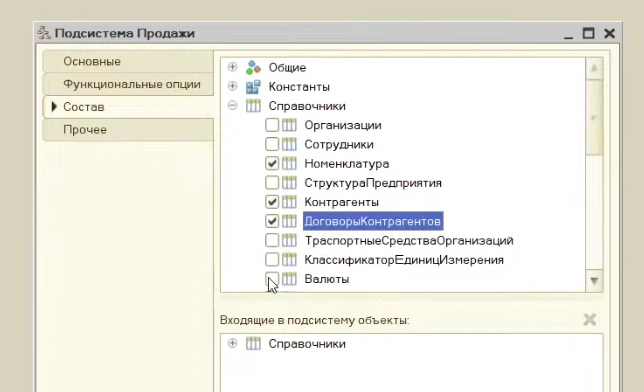 Подсистема Продажи
Основные
Функциональные опции
Состав
Прочее
Общие
Константы
Справочники
Организации
Сотрудники
Номенклатура
СтруктураПредприятия
Контрагенты
ДоговорыКонтрагентов
ТраспортныеСредстваОрганизаций
КлассификаторЕдиницИзмерения
Валюты
Входящие в подсистему объекты:
Справочники